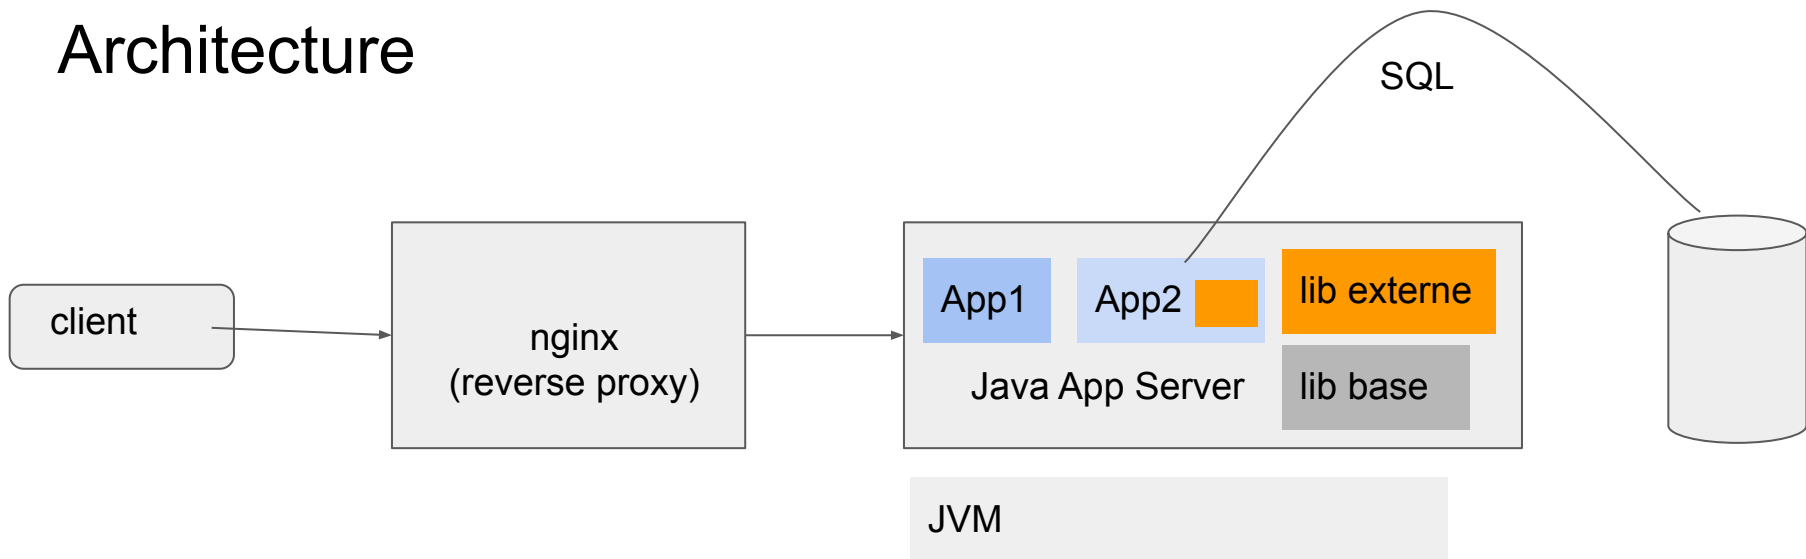 Architecture
SQL
client
nginx
(reverse proxy)
App1
App2
lib externe
Java App Server
lib base
JVM